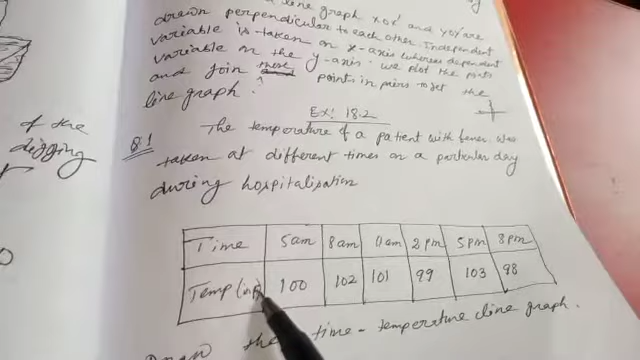 line graph xox' and yoy' are
drawn perpendicular to each other. Independent
variable is taken on x-axis whereas dependent
variable on the y-axis. we plot the points
and join these points in pairs to get the
line graph.
Ex: 18.2
of the
digging
Q.1 The temperature of a patient with fever was
taken at different times on a particular day
during hospitalisation
Time 5am 8am 11am 2pm 5pm 8pm
Temp (in F) 100 102 101 99 103 98
Draw the time-temperature line graph.